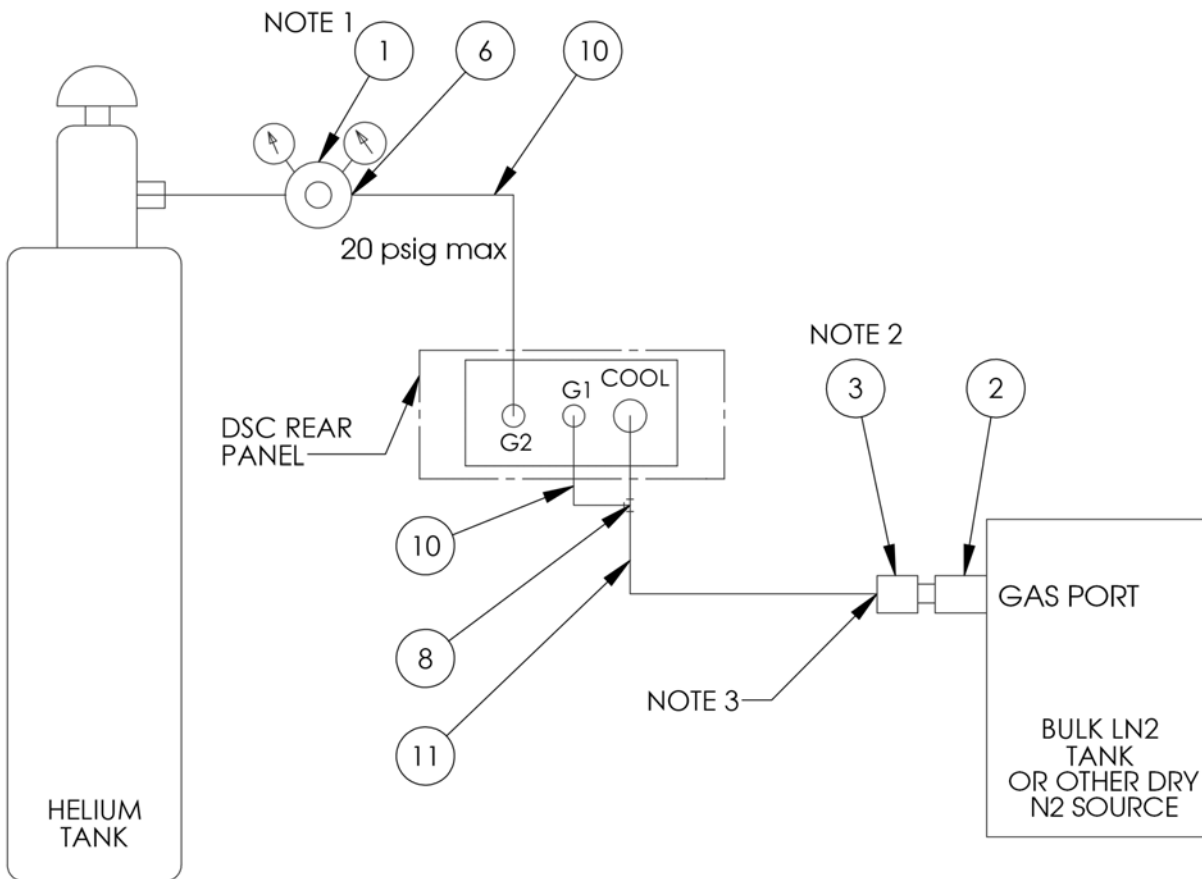 NOTE 1
1
6
10
20 psig max
NOTE 2
3
2
COOL
G1
G2
DSC REAR
PANEL
10
8
11
NOTE 3
GAS PORT
BULK LN2
TANK
OR OTHER DRY
N2 SOURCE
HELIUM
TANK